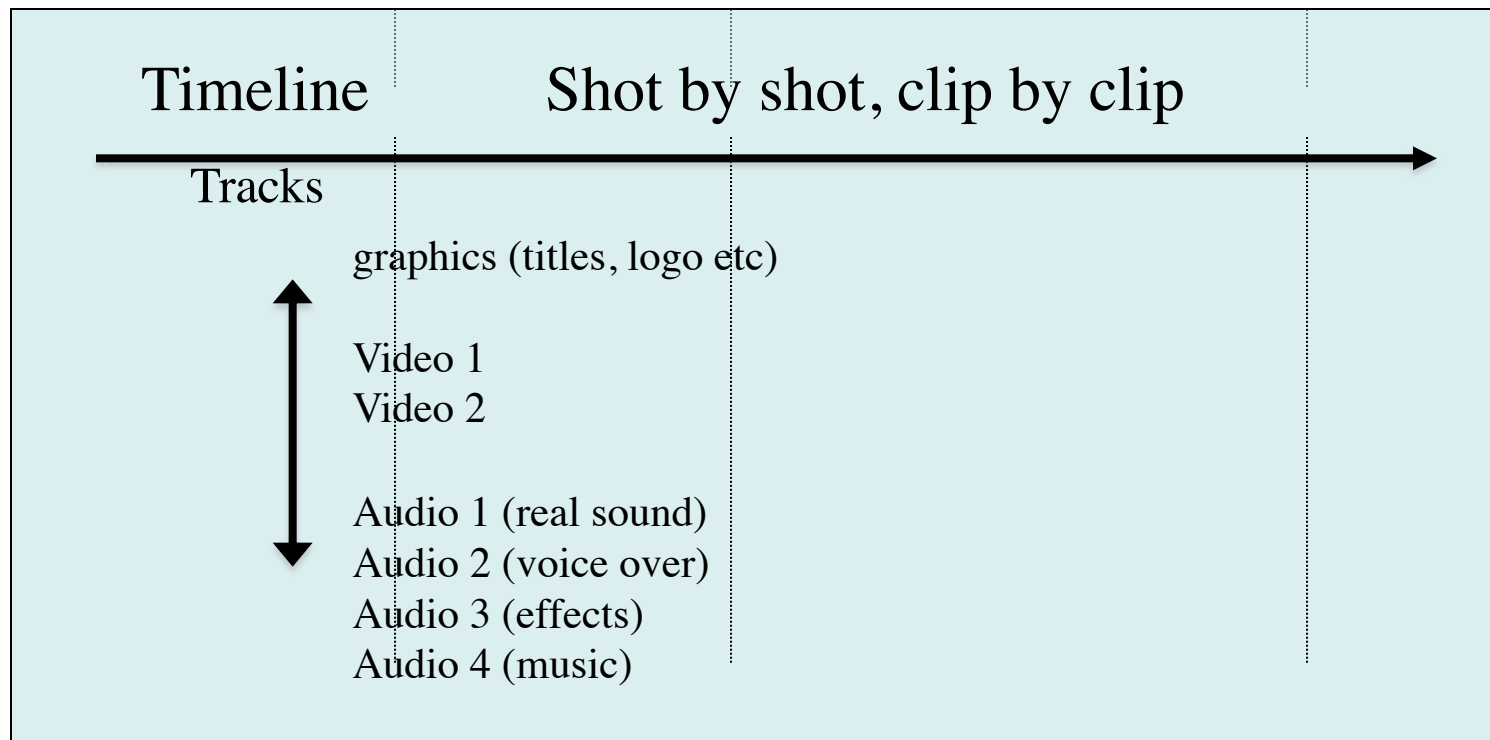 Timeline
Shot by shot, clip by clip
Tracks
graphics (titles, logo etc)
Video 1
Video 2
Audio 1 (real sound)
Audio 2 (voice over)
Audio 3 (effects)
Audio 4 (music)